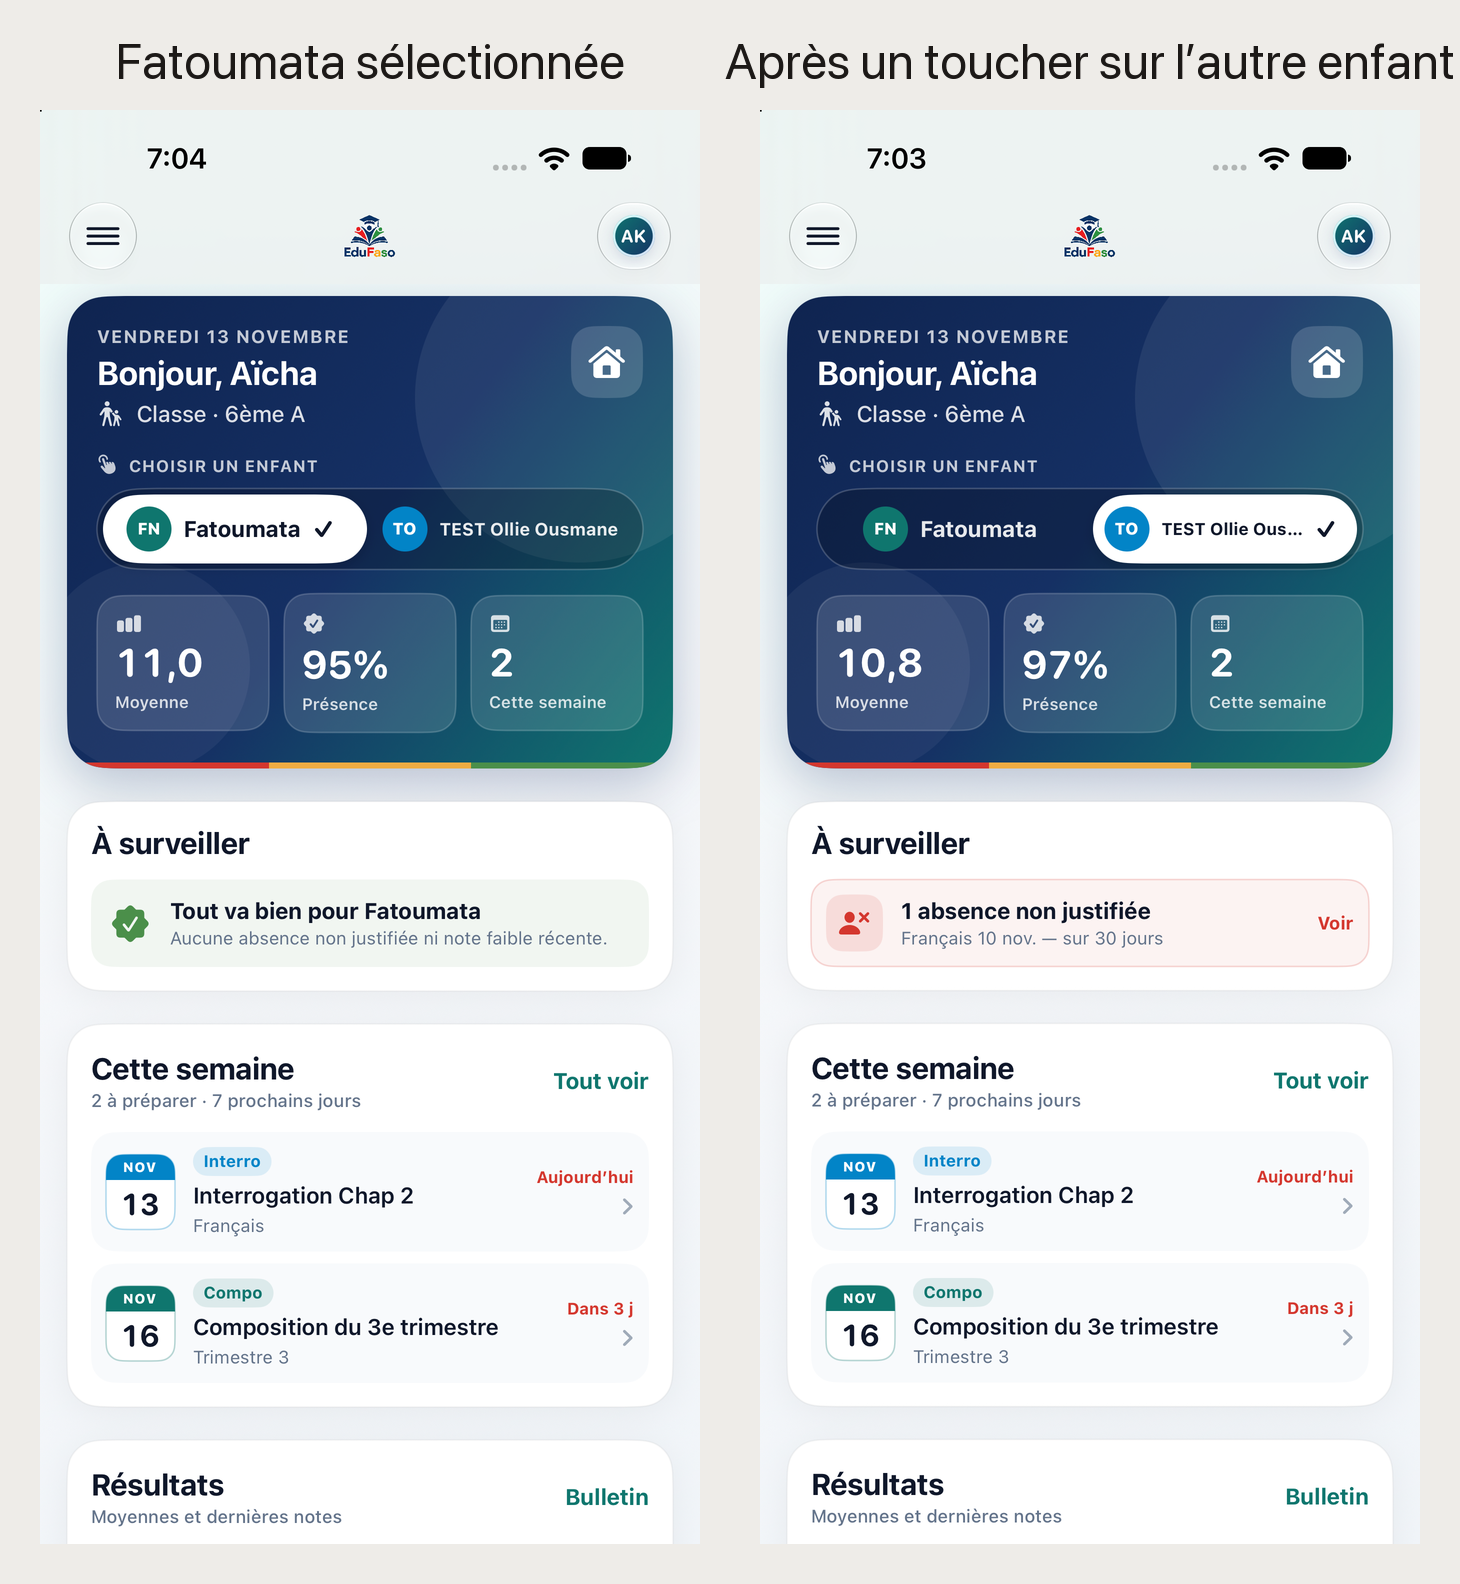 Fatoumata sélectionnée
7:04
AK
EduFaso
VENDREDI 13 NOVEMBRE
Bonjour, Aïcha
Classe · 6ème A
CHOISIR UN ENFANT
FN Fatoumata TO TEST Ollie Ousmane
11,0 95% 2
Moyenne Présence Cette semaine
À surveiller
Tout va bien pour Fatoumata
Aucune absence non justifiée ni note faible récente.
Cette semaine
Tout voir
2 à préparer · 7 prochains jours
NOV
13
Interro
Interrogation Chap 2
Français
Aujourd’hui
NOV
16
Compo
Composition du 3e trimestre
Trimestre 3
Dans 3 j
Résultats
Bulletin
Moyennes et dernières notes
Après un toucher sur l’autre enfant
7:03
AK
EduFaso
VENDREDI 13 NOVEMBRE
Bonjour, Aïcha
Classe · 6ème A
CHOISIR UN ENFANT
FN Fatoumata TO TEST Ollie Ous...
10,8 97% 2
Moyenne Présence Cette semaine
À surveiller
1 absence non justifiée
Français 10 nov. — sur 30 jours
Voir
Cette semaine
Tout voir
2 à préparer · 7 prochains jours
NOV
13
Interro
Interrogation Chap 2
Français
Aujourd’hui
NOV
16
Compo
Composition du 3e trimestre
Trimestre 3
Dans 3 j
Résultats
Bulletin
Moyennes et dernières notes